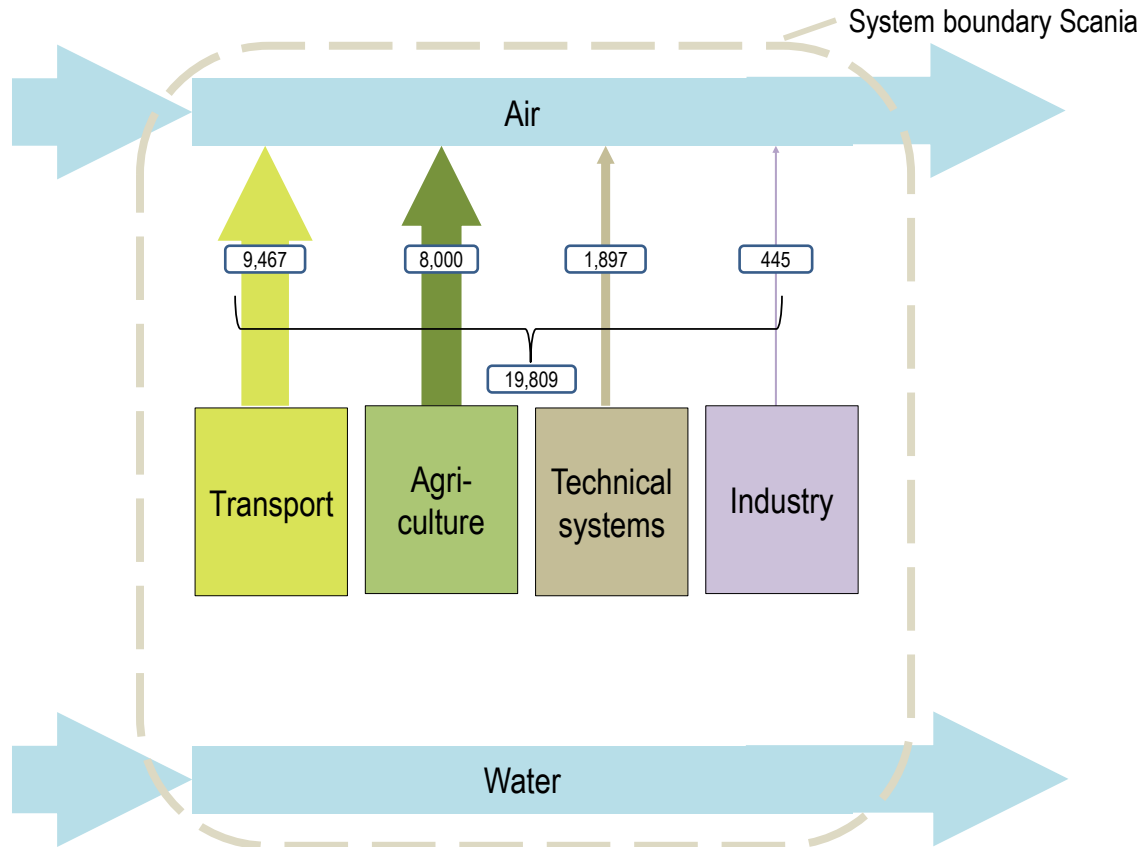 System boundary Scania
Air
9,467
8,000
1,897
445
19,809
Transport
Agri-
culture
Technical
systems
Industry
Water